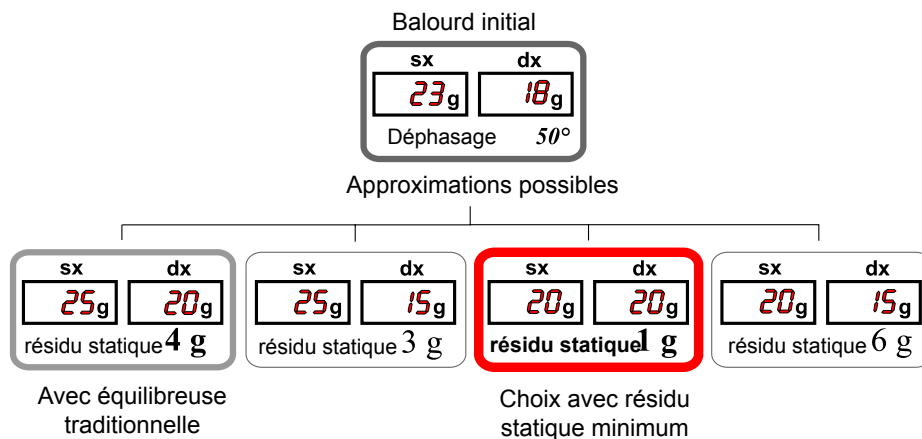 Balourd initial
sx dx
23g 18g
Déphasage 50°
Approximations possibles
sx dx
25g 20g
résidu statique 4 g
sx dx
25g 15g
résidu statique 3 g
sx dx
20g 20g
résidu statique 1 g
sx dx
20g 15g
résidu statique 6 g
Avec équilibreuse
traditionnelle
Choix avec résidu
statique minimum